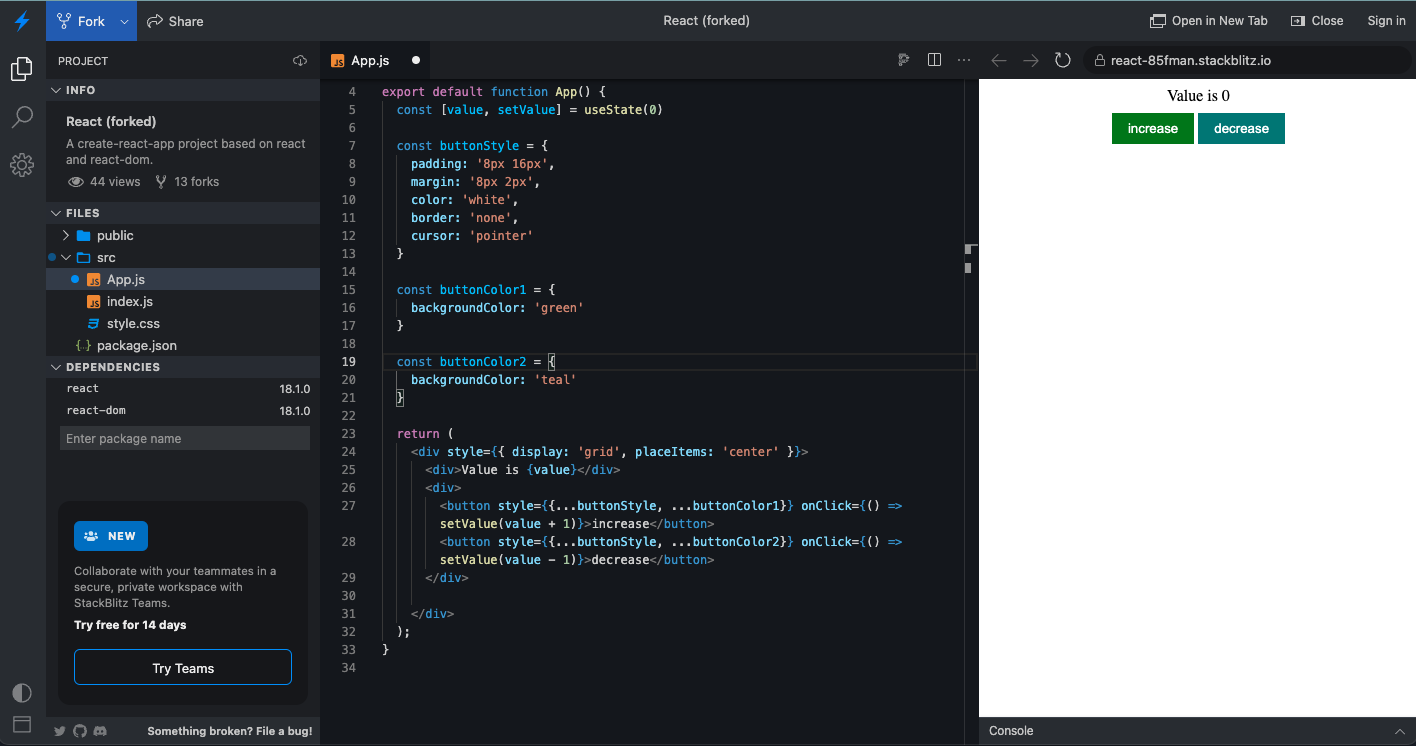 Fork
Share
React (forked)
Open in New Tab
Close
Sign in
PROJECT
INFO
React (forked)
A create-react-app project based on react
and react-dom.
44 views
13 forks
FILES
public
src
JS App.js
JS index.js
style.css
{..} package.json
DEPENDENCIES
react 18.1.0
react-dom 18.1.0
Enter package name
NEW
Collaborate with your teammates in a
secure, private workspace with
StackBlitz Teams.
Try free for 14 days
Try Teams
Something broken? File a bug!
JS App.js
4 export default function App() {
5 const [value, setValue] = useState(0)
6
7 const buttonStyle = {
8 padding: '8px 16px',
9 margin: '8px 2px',
10 color: 'white',
11 border: 'none',
12 cursor: 'pointer'
13 }
14
15 const buttonColor1 = {
16 backgroundColor: 'green'
17 }
18
19 const buttonColor2 = {
20 backgroundColor: 'teal'
21 }
22
23 return (
24 <div style={{ display: 'grid', placeItems: 'center' }}>
25 <div>Value is {value}</div>
26 <div>
27 <button style={{...buttonStyle, ...buttonColor1}} onClick={() =>
setValue(value + 1)}>increase</button>
28 <button style={{...buttonStyle, ...buttonColor2}} onClick={() =>
setValue(value - 1)}>decrease</button>
29 </div>
30
31 </div>
32 );
33 }
34
react-85fman.stackblitz.io
Value is 0
increase
decrease
Console